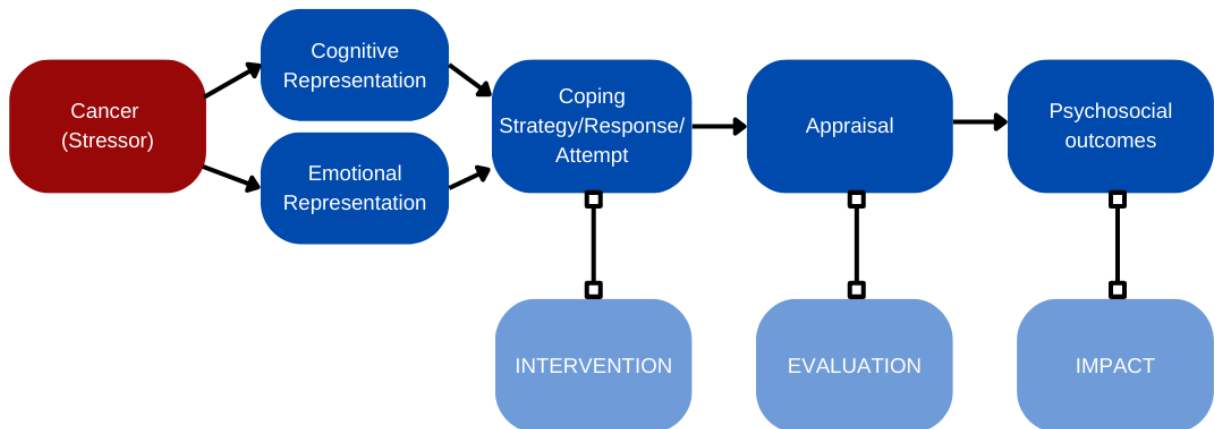 Cancer
(Stressor)
Cognitive
Representation
Emotional
Representation
Coping
Strategy/Response/
Attempt
Appraisal
Psychosocial
outcomes
INTERVENTION
EVALUATION
IMPACT